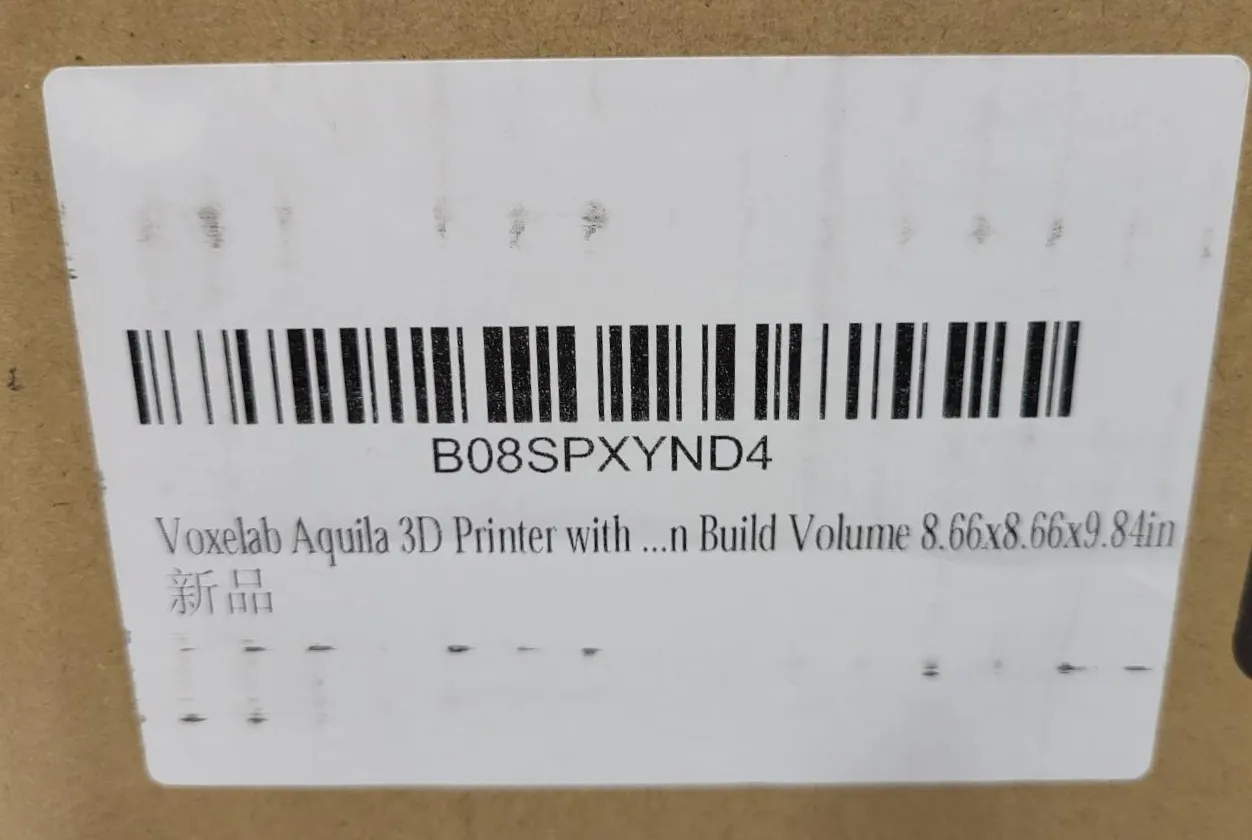 B08SPXYND4
Voxelab Aquila 3D Printer with ...n Build Volume 8.66x8.66x9.84in
新品